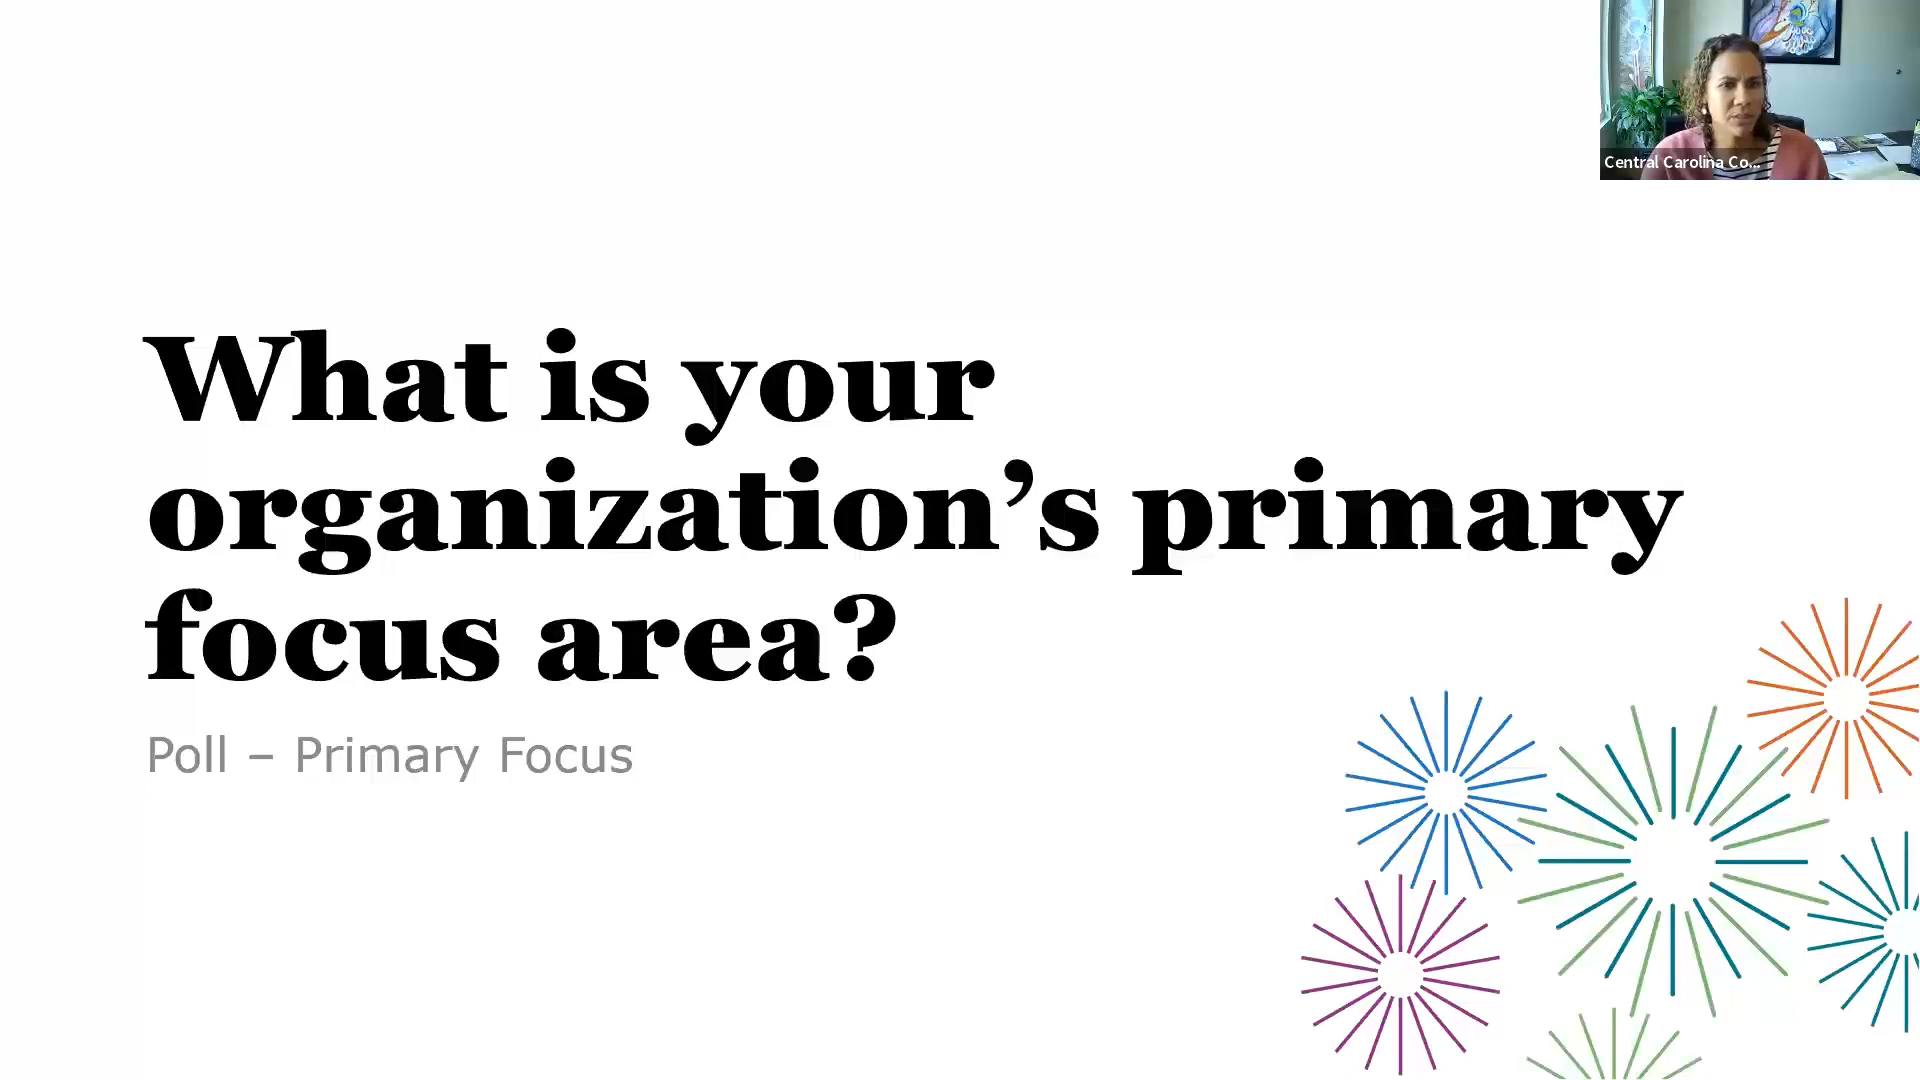 Central Carolina Co...
What is your
organization’s primary
focus area?
Poll – Primary Focus